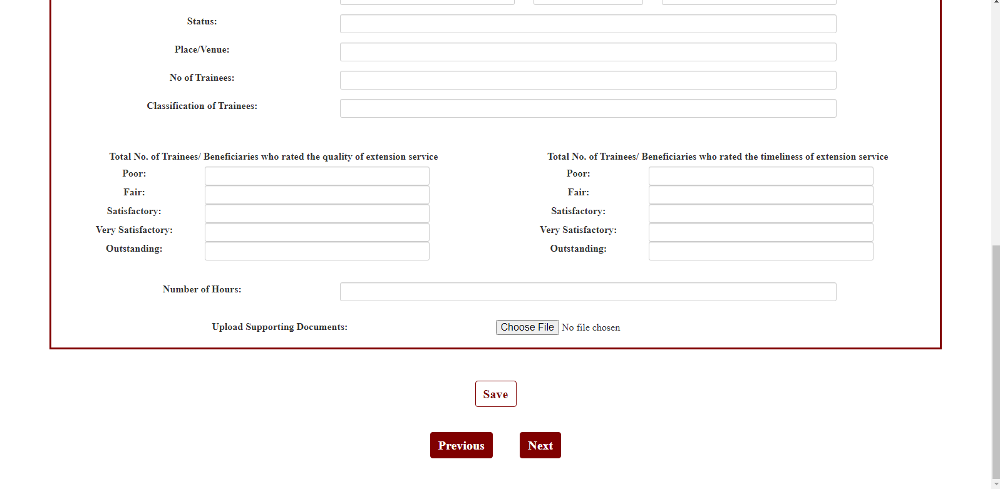 Status:
Place/Venue:
No of Trainees:
Classification of Trainees:
Total No. of Trainees/ Beneficiaries who rated the quality of extension service
Poor:
Fair:
Satisfactory:
Very Satisfactory:
Outstanding:
Total No. of Trainees/ Beneficiaries who rated the timeliness of extension service
Poor:
Fair:
Satisfactory:
Very Satisfactory:
Outstanding:
Number of Hours:
Upload Supporting Documents:
Choose File No file chosen
Save
Previous
Next